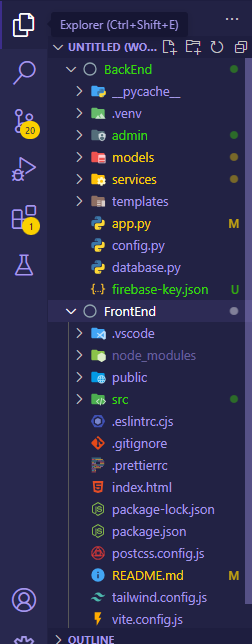 Explorer (Ctrl+Shift+E)
UNTITLED (WO...
BackEnd
__pycache__
.venv
admin
models
services
templates
app.py M
config.py
database.py
firebase-key.json U
FrontEnd
.vscode
node_modules
public
src
.eslintrc.cjs
.gitignore
.prettierrc
index.html
package-lock.json
package.json
postcss.config.js
README.md M
tailwind.config.js
vite.config.js
OUTLINE
20
1